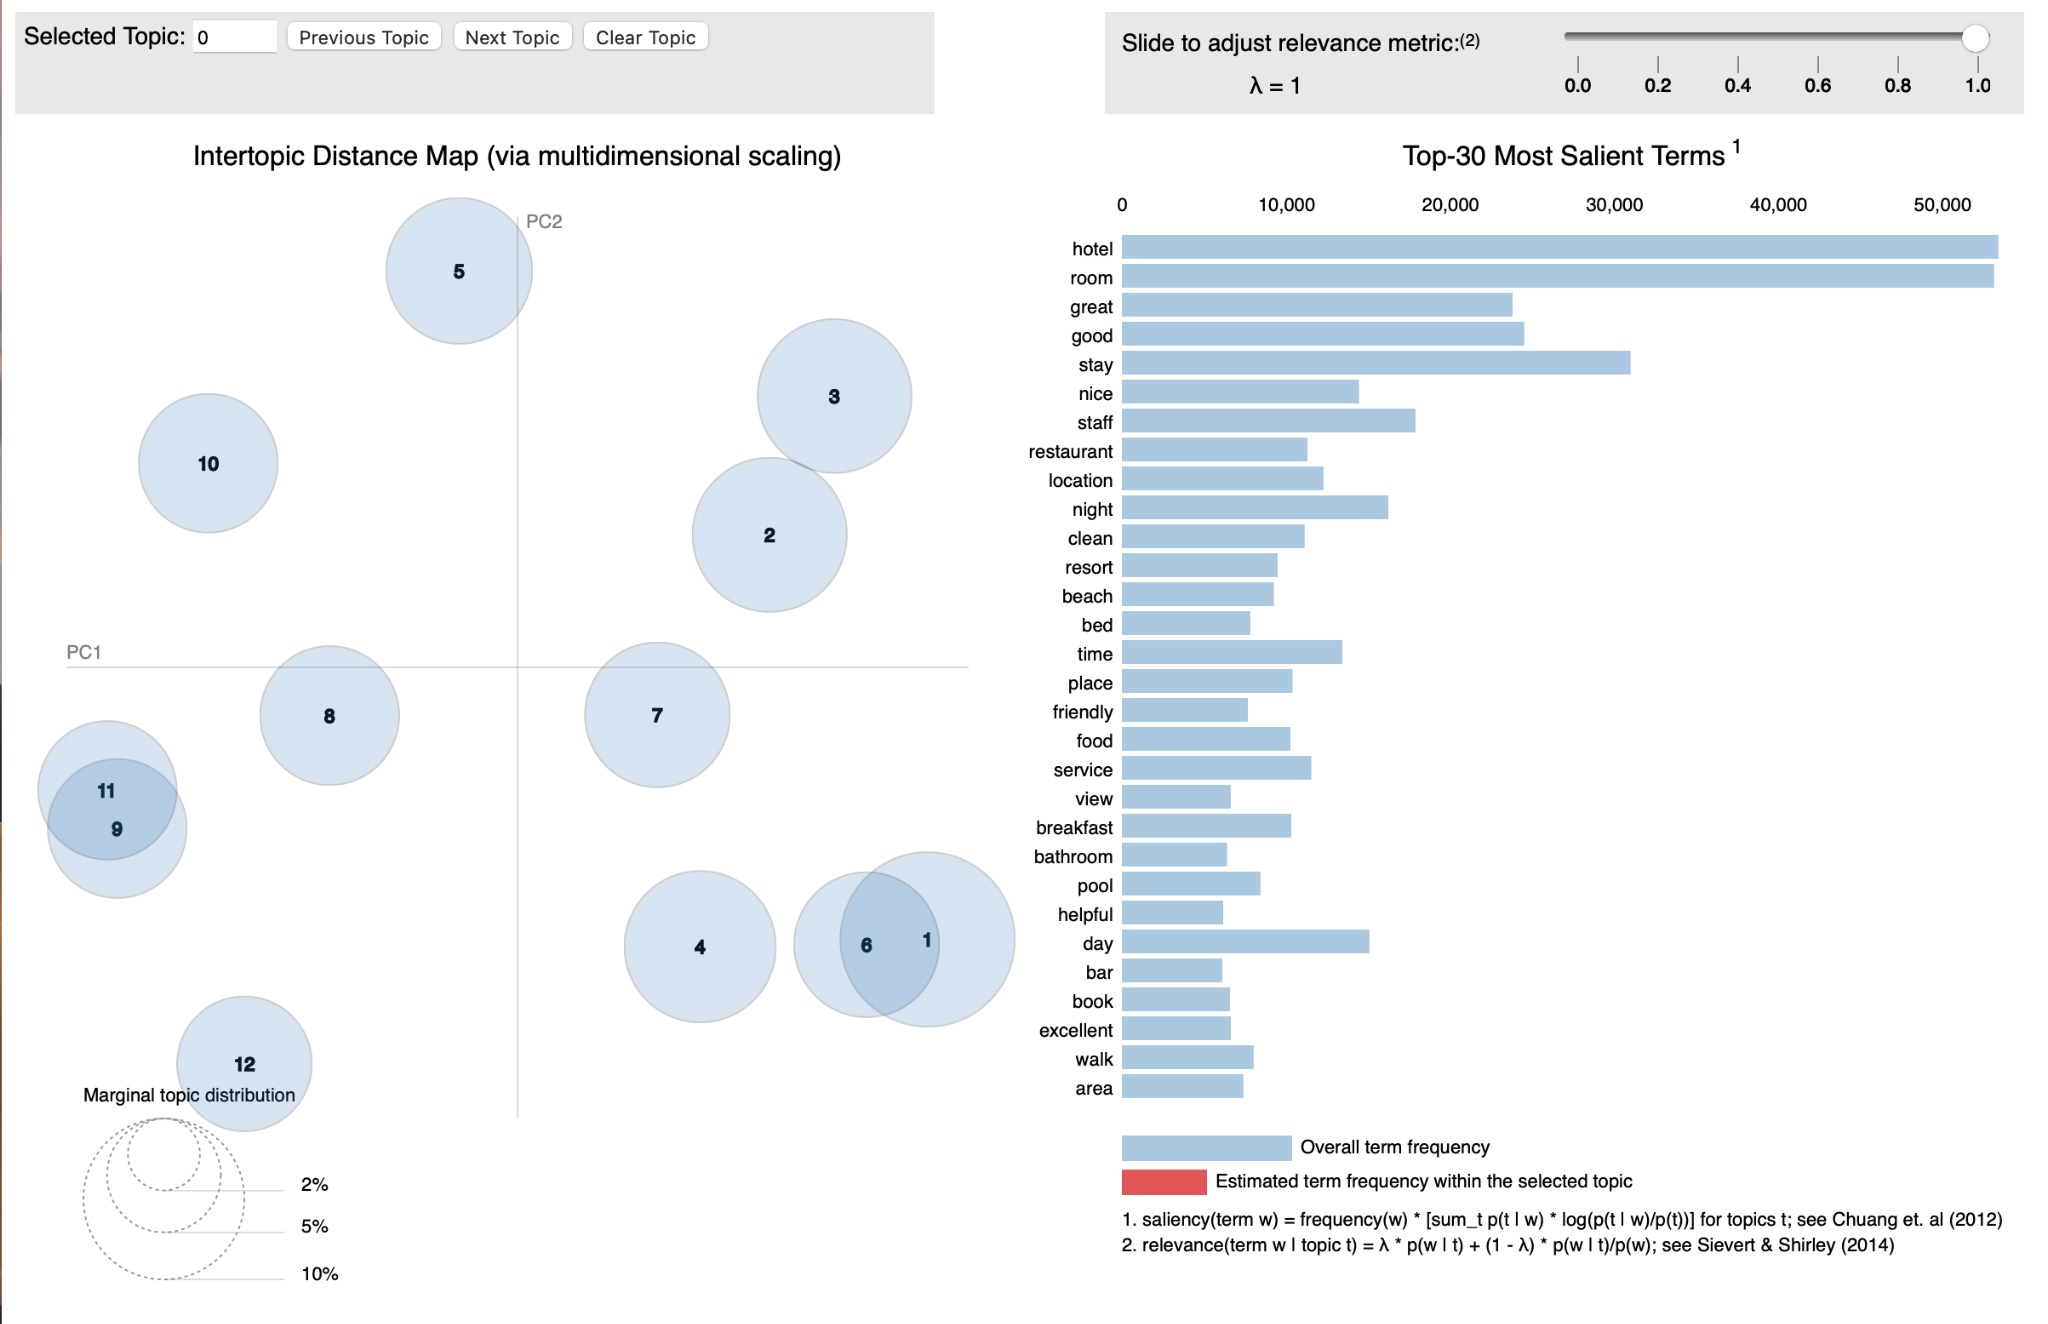 Selected Topic: 0 Previous Topic Next Topic Clear Topic
Slide to adjust relevance metric:(2)
λ = 1
0.0 0.2 0.4 0.6 0.8 1.0
Intertopic Distance Map (via multidimensional scaling)
PC2
PC1
5
3
10
2
8
7
11
9
4
6
1
12
Marginal topic distribution
2%
5%
10%
Top-30 Most Salient Terms 1
0 10,000 20,000 30,000 40,000 50,000
hotel
room
great
good
stay
nice
staff
restaurant
location
night
clean
resort
beach
bed
time
place
friendly
food
service
view
breakfast
bathroom
pool
helpful
day
bar
book
excellent
walk
area
Overall term frequency
Estimated term frequency within the selected topic
1. saliency(term w) = frequency(w) * [sum_t p(t | w) * log(p(t | w)/p(t))] for topics t; see Chuang et. al (2012)
2. relevance(term w | topic t) = λ * p(w | t) + (1 - λ) * p(w | t)/p(w); see Sievert & Shirley (2014)